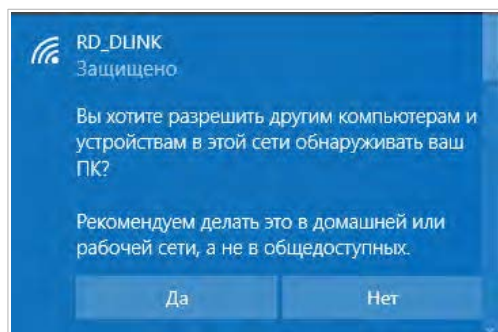 RD_DLINK
Защищено
Вы хотите разрешить другим компьютерам и
устройствам в этой сети обнаруживать ваш
ПК?
Рекомендуем делать это в домашней или
рабочей сети, а не в общедоступных.
Да
Нет